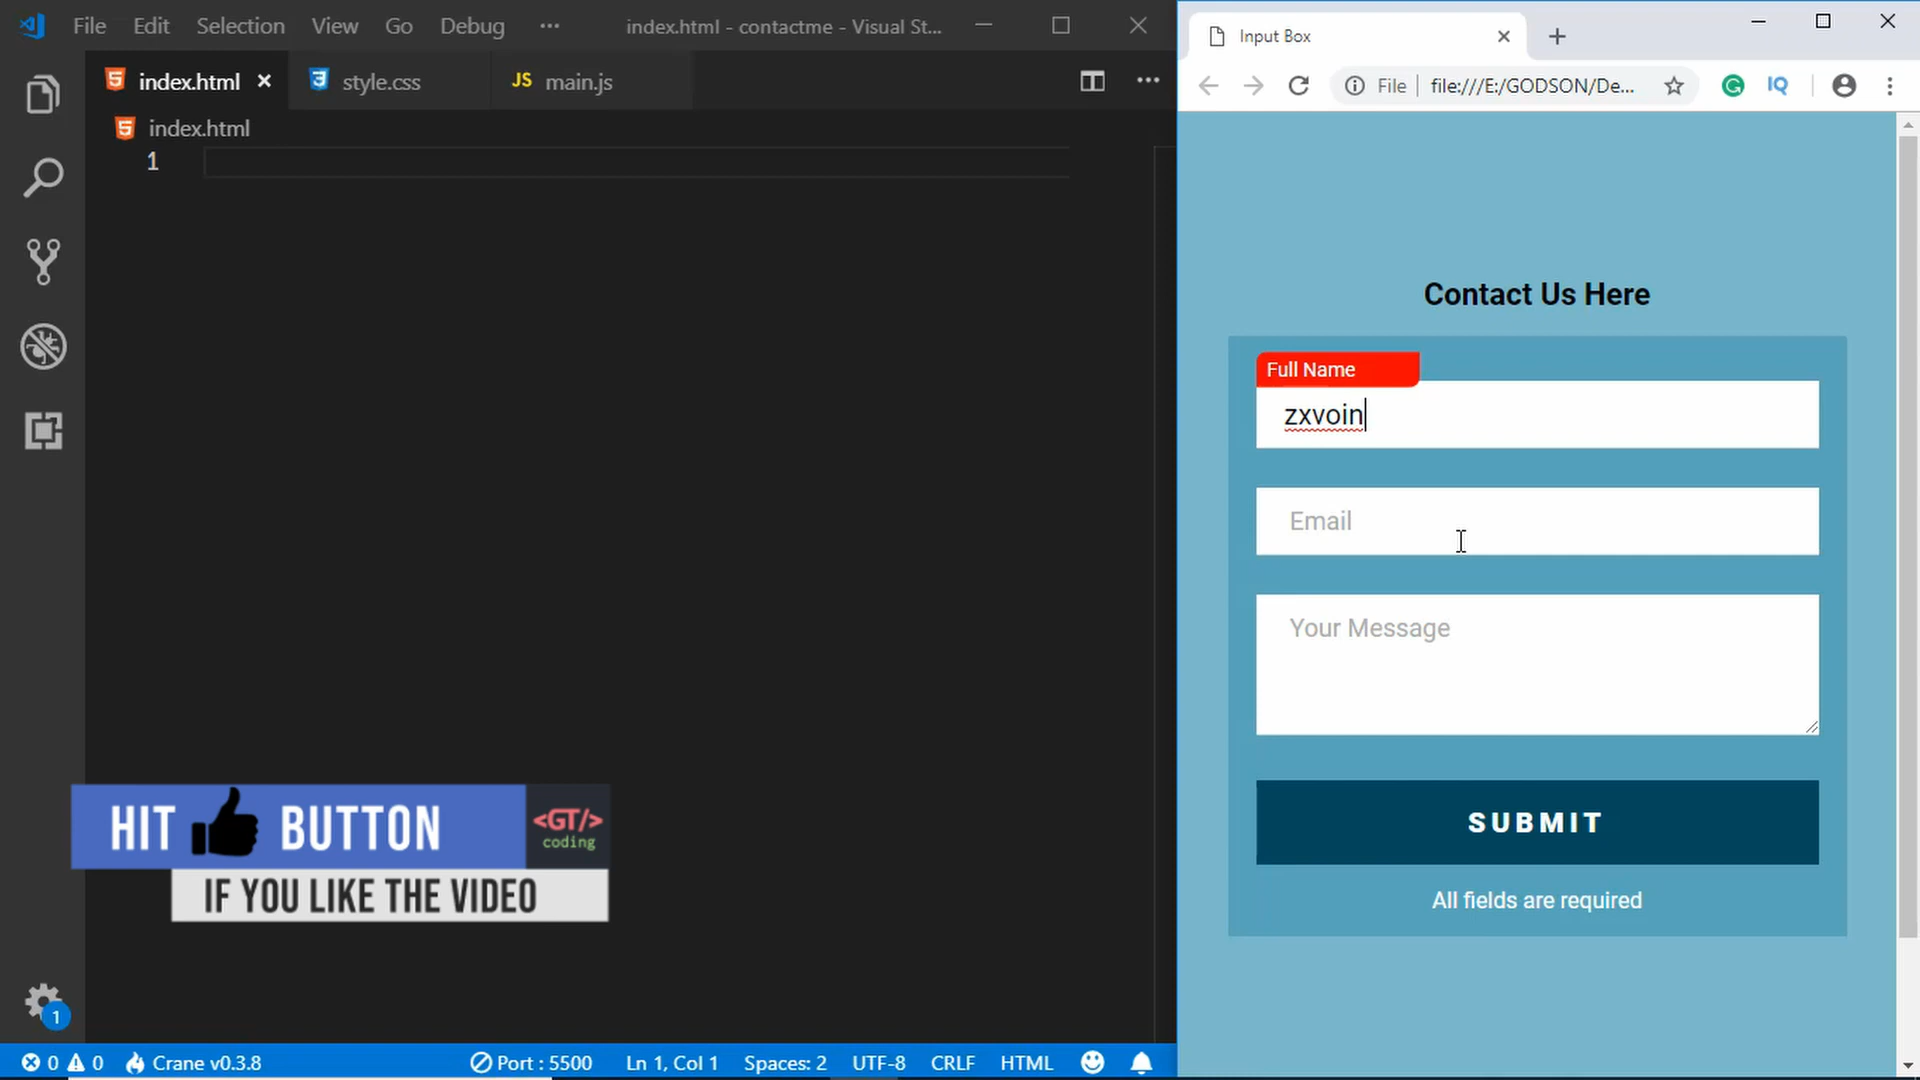 File Edit Selection View Go Debug ··· index.html - contactme - Visual St...
index.html style.css JS main.js ···
index.html
1
HIT BUTTON
<GT/>
coding
IF YOU LIKE THE VIDEO
1
0 0 Crane v0.3.8 Port : 5500 Ln 1, Col 1 Spaces: 2 UTF-8 CRLF HTML
Input Box
File file:///E:/GODSON/De... IQ
Contact Us Here
Full Name
zxvoin
Email
Your Message
SUBMIT
All fields are required